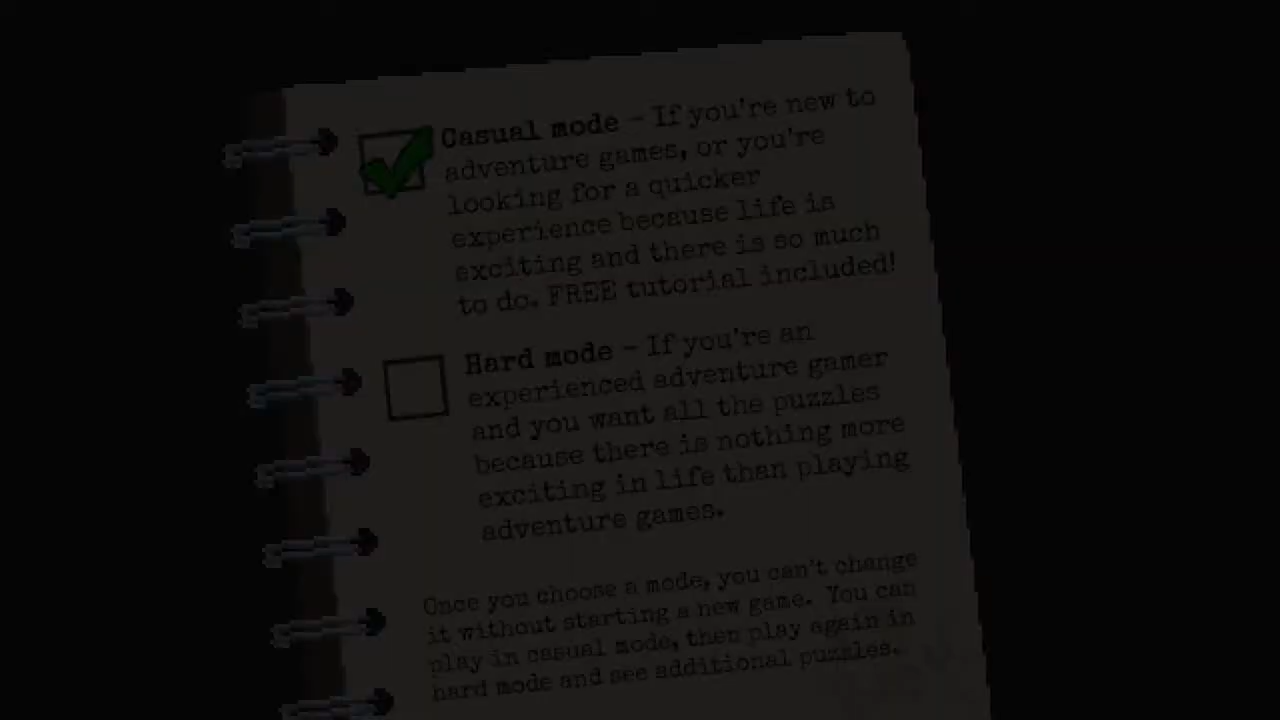 Casual mode – If you're new to
adventure games, or you're
looking for a quicker
experience because life is
exciting and there is so much
to do. FREE tutorial included!
Hard mode – If you're an
experienced adventure gamer
and you want all the puzzles
because there is nothing more
exciting in life than playing
adventure games.
Once you choose a mode, you can't change
it without starting a new game. You can
play in casual mode, then play again in
hard mode and see additional puzzles.